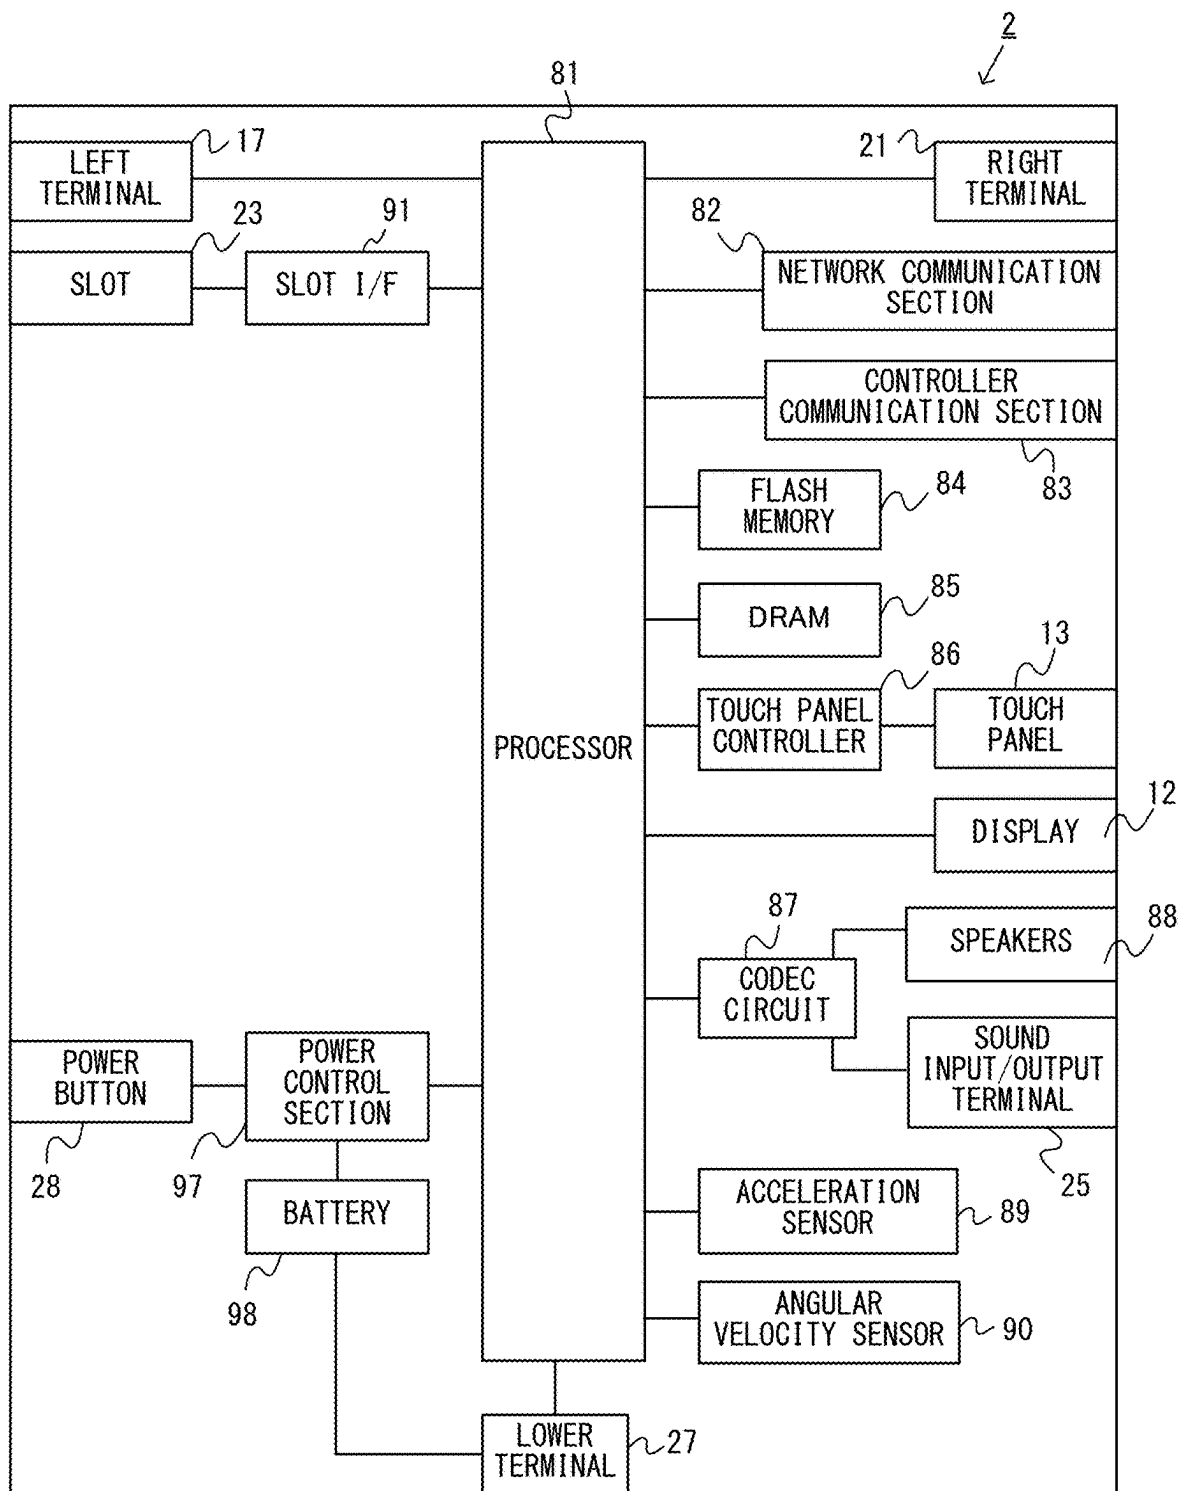 2
81
17
LEFT
TERMINAL
21
RIGHT
TERMINAL
23
SLOT
91
SLOT I/F
82
NETWORK COMMUNICATION
SECTION
CONTROLLER
COMMUNICATION SECTION
83
FLASH
MEMORY
84
DRAM
85
86
TOUCH PANEL
CONTROLLER
13
TOUCH
PANEL
PROCESSOR
DISPLAY
12
87
CODEC
CIRCUIT
SPEAKERS
88
SOUND
INPUT/OUTPUT
TERMINAL
25
POWER
BUTTON
28
POWER
CONTROL
SECTION
97
BATTERY
98
ACCELERATION
SENSOR
89
ANGULAR
VELOCITY SENSOR
90
LOWER
TERMINAL
27